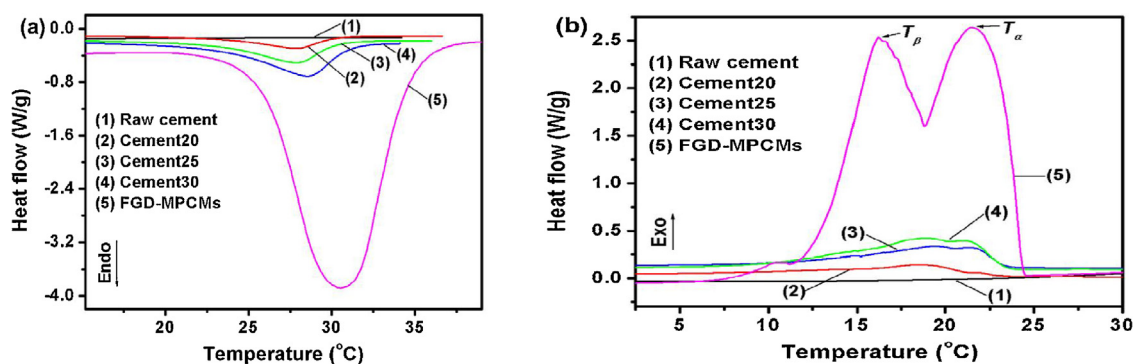 (a)
0.0
-0.8
-1.6
-2.4
-3.2
-4.0
Heat flow (W/g)
(1)
(2)
(3)
(4)
(5)
(1) Raw cement
(2) Cement20
(3) Cement25
(4) Cement30
(5) FGD-MPCMs
Endo
20 25 30 35
Temperature (°C)
(b)
2.5
2.0
1.5
1.0
0.5
0.0
Heat flow (W/g)
Tβ
Tα
(1) Raw cement
(2) Cement20
(3) Cement25
(4) Cement30
(5) FGD-MPCMs
Exo
(5)
(4)
(3)
(2)
(1)
5 10 15 20 25 30
Temperature (°C)